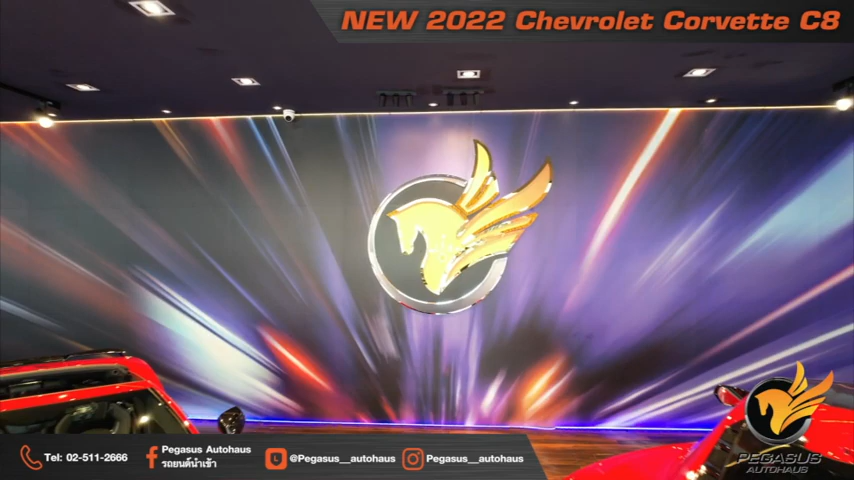 NEW 2022 Chevrolet Corvette C8
Tel: 02-511-2666
Pegasus Autohaus
รถยนต์นำเข้า
@Pegasus__autohaus
Pegasus__autohaus
PEGASUS
AUTOHAUS